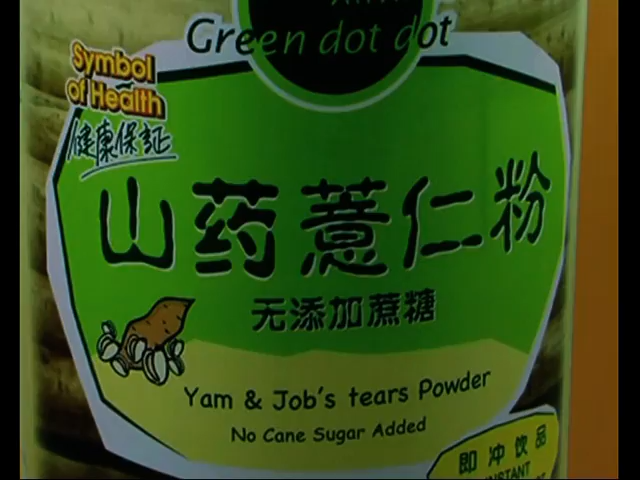 Green dot dot
Symbol
of Health
健康保証
山药薏仁粉
无添加蔗糖
Yam & Job's tears Powder
No Cane Sugar Added
即冲饮品
INSTANT